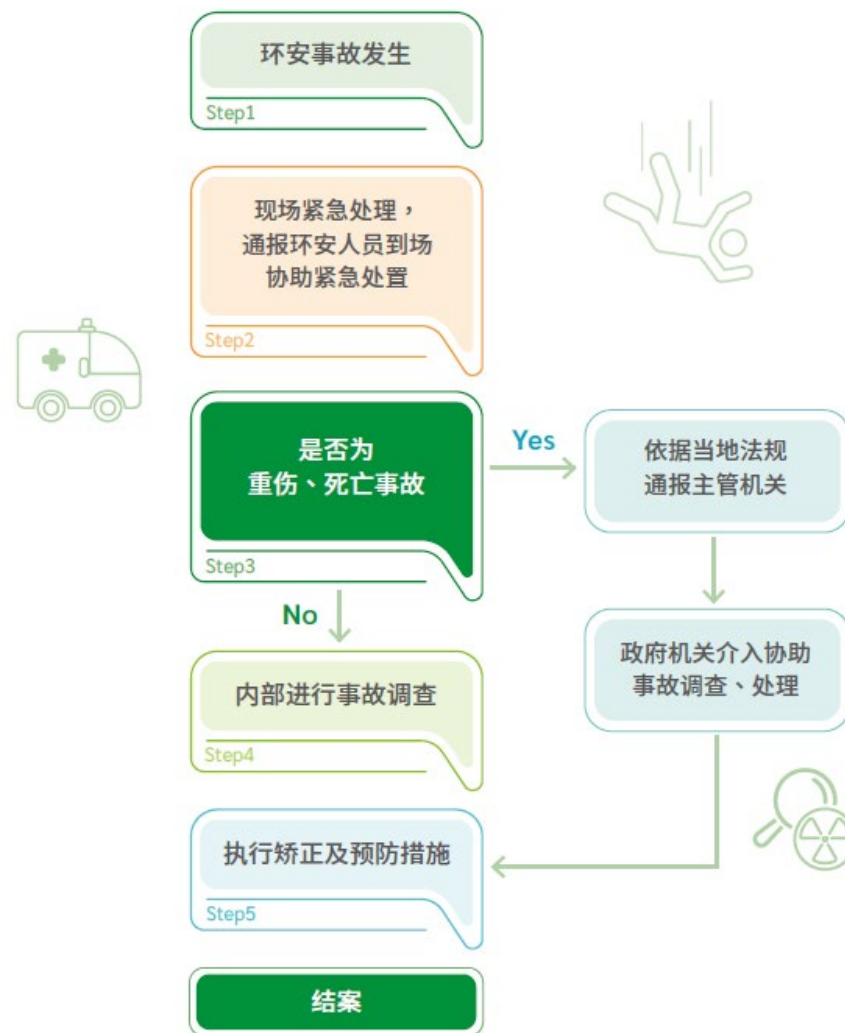 环安事故发生
Step1
现场紧急处理，
通报环安人员到场
协助紧急处置
Step2
是否为
重伤、死亡事故
Step3
Yes
依据当地法规
通报主管机关
No
政府机关介入协助
事故调查、处理
内部进行事故调查
Step4
执行矫正及预防措施
Step5
结案